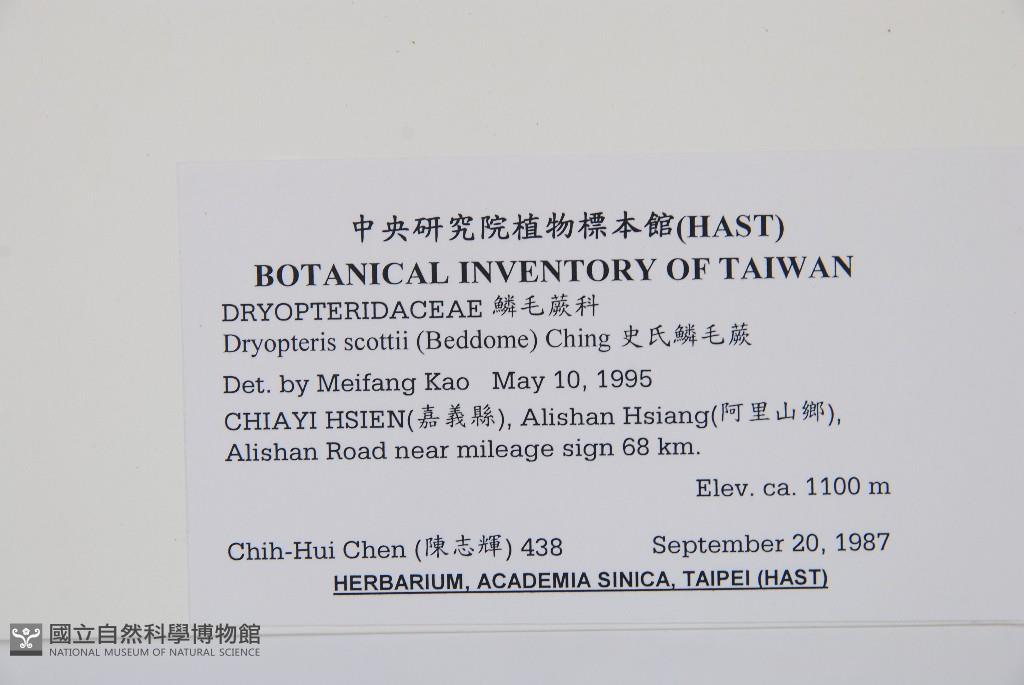 中央研究院植物標本館(HAST)
BOTANICAL INVENTORY OF TAIWAN
DRYOPTERIDACEAE 鱗毛蕨科
Dryopteris scottii (Beddome) Ching 史氏鱗毛蕨
Det. by Meifang Kao May 10, 1995
CHIAYI HSIEN(嘉義縣), Alishan Hsiang(阿里山鄉),
Alishan Road near mileage sign 68 km.
Elev. ca. 1100 m
Chih-Hui Chen (陳志輝) 438 September 20, 1987
HERBARIUM, ACADEMIA SINICA, TAIPEI (HAST)
國立自然科學博物館
NATIONAL MUSEUM OF NATURAL SCIENCE